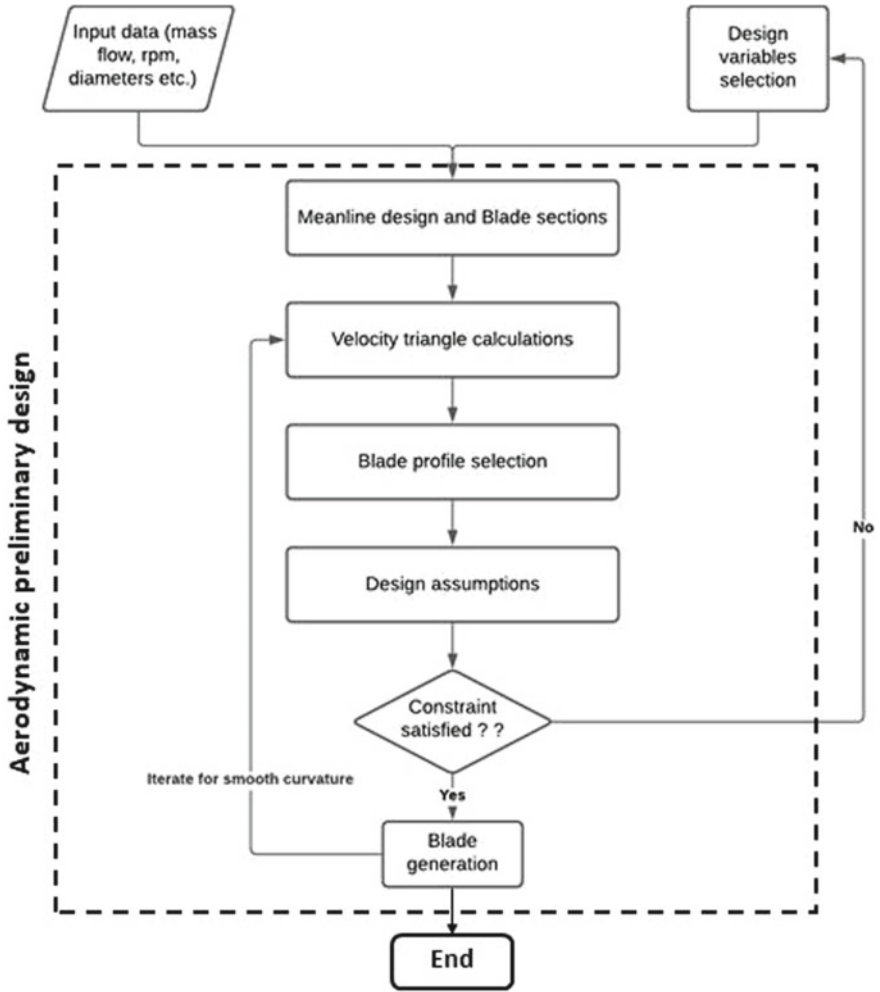 Input data (mass
flow, rpm,
diameters etc.)
Design
variables
selection
Meanline design and Blade sections
Velocity triangle calculations
Blade profile selection
Design assumptions
Constraint
satisfied ? ?
No
Iterate for smooth curvature
Yes
Blade
generation
End
Aerodynamic preliminary design